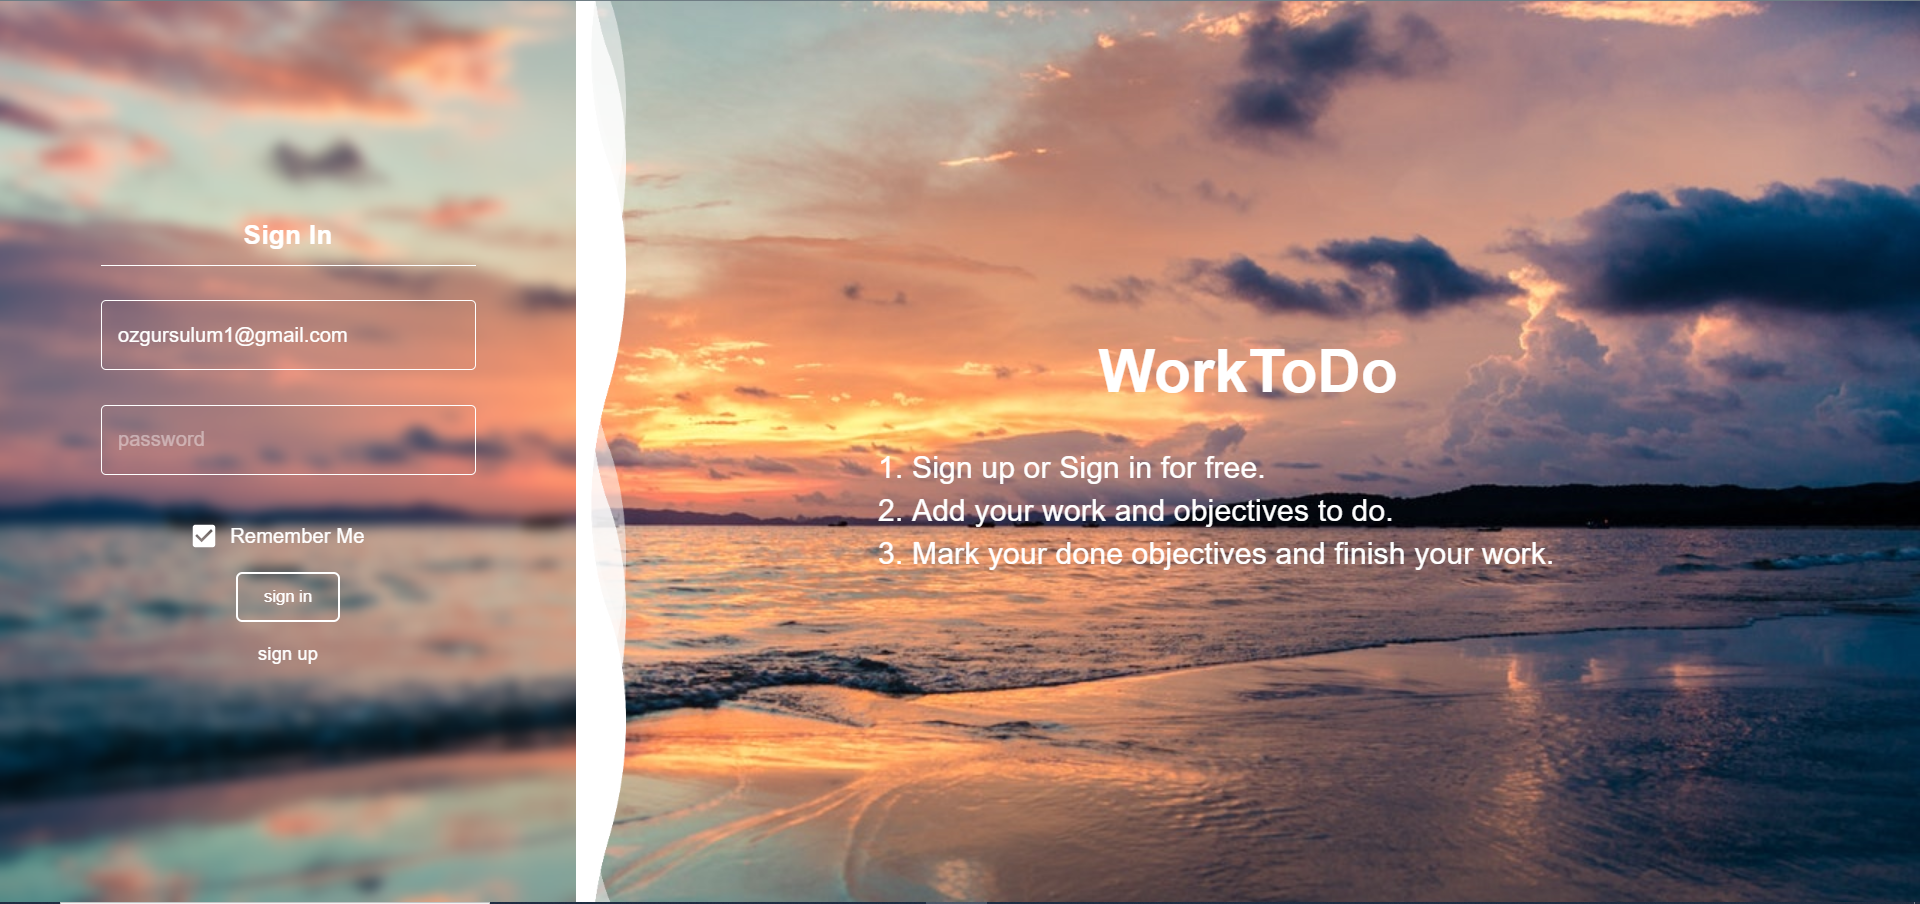 Sign In
ozgursulum1@gmail.com
password
Remember Me
sign in
sign up
WorkToDo
1. Sign up or Sign in for free.
2. Add your work and objectives to do.
3. Mark your done objectives and finish your work.